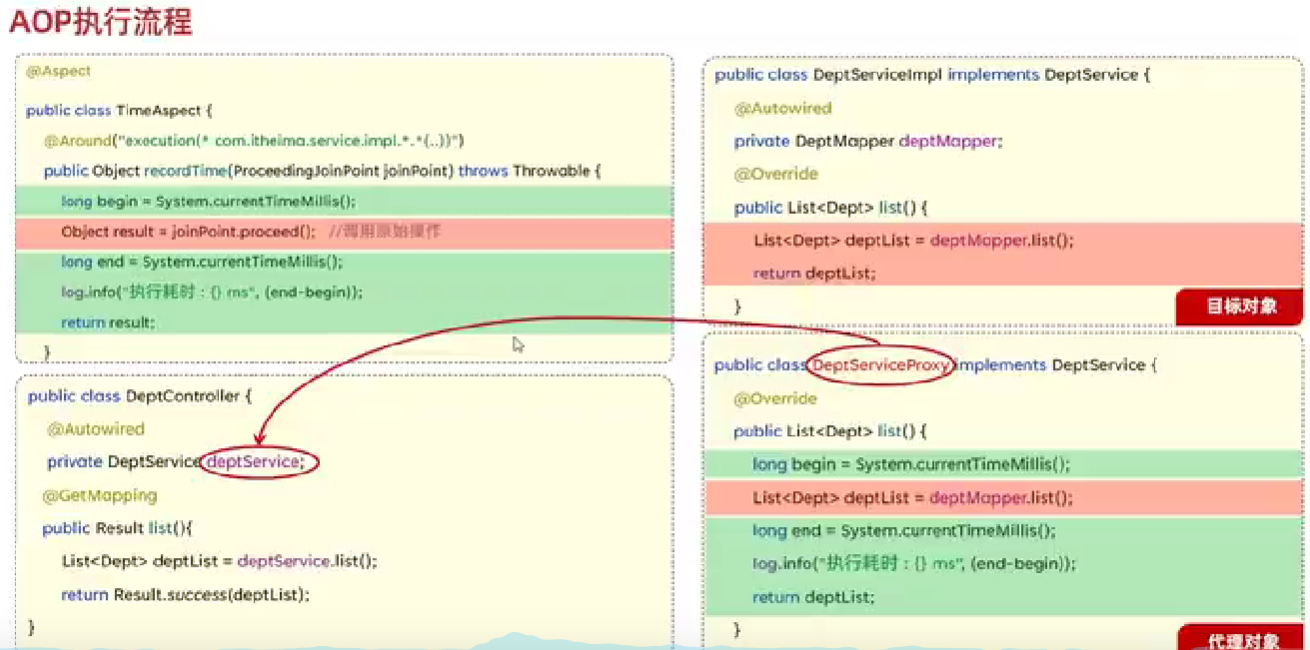 AOP执行流程
@Aspect
public class TimeAspect {
@Around("execution(* com.itheima.service.impl.*.*(..))")
public Object recordTime(ProceedingJoinPoint joinPoint) throws Throwable {
long begin = System.currentTimeMillis();
Object result = joinPoint.proceed(); //调用原始操作
long end = System.currentTimeMillis();
log.info("执行耗时 : {} ms", (end-begin));
return result;
}
public class DeptController {
@Autowired
private DeptService deptService;
@GetMapping
public Result list(){
List<Dept> deptList = deptService.list();
return Result.success(deptList);
}
public class DeptServiceImpl implements DeptService {
@Autowired
private DeptMapper deptMapper;
@Override
public List<Dept> list() {
List<Dept> deptList = deptMapper.list();
return deptList;
}
目标对象
public class DeptServiceProxy implements DeptService {
@Override
public List<Dept> list() {
long begin = System.currentTimeMillis();
List<Dept> deptList = deptMapper.list();
long end = System.currentTimeMillis();
log.info("执行耗时 : {} ms", (end-begin));
return deptList;
}
代理对象